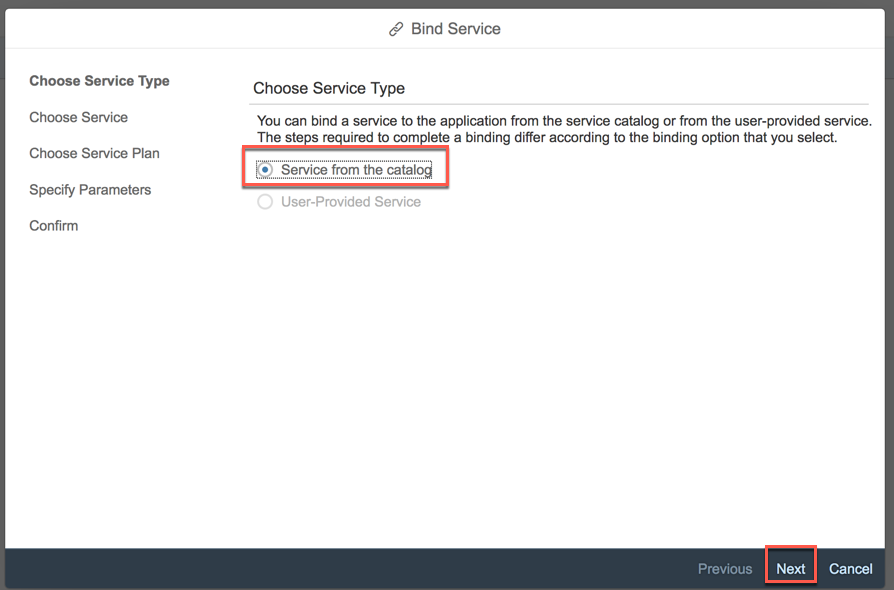 Bind Service
Choose Service Type
Choose Service
Choose Service Plan
Specify Parameters
Confirm
Choose Service Type
You can bind a service to the application from the service catalog or from the user-provided service.
The steps required to complete a binding differ according to the binding option that you select.
Service from the catalog
User-Provided Service
Previous Next Cancel